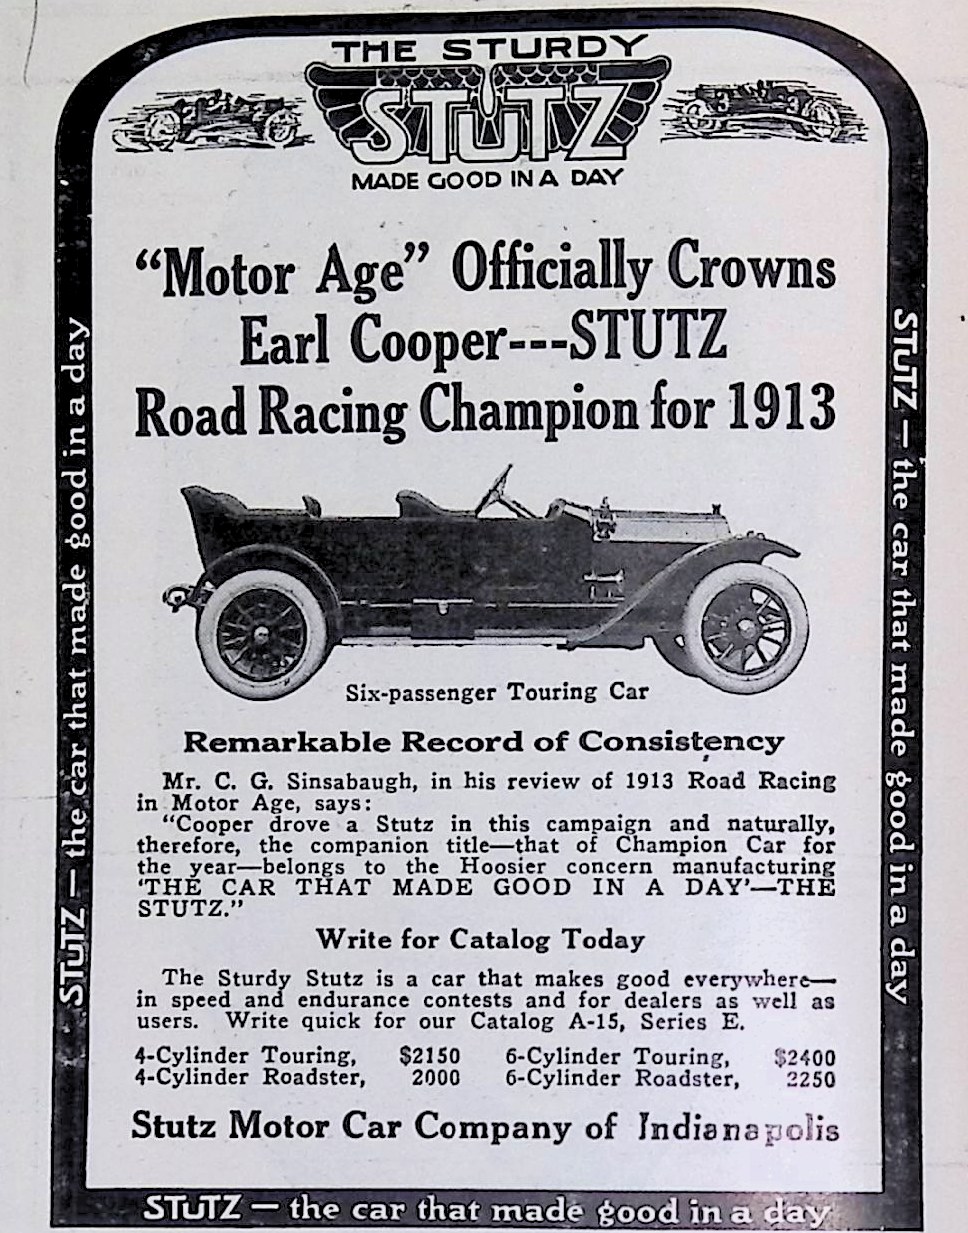 THE STURDY
STUTZ
MADE GOOD IN A DAY
"Motor Age" Officially Crowns
Earl Cooper---STUTZ
Road Racing Champion for 1913
Six-passenger Touring Car
Remarkable Record of Consistency
Mr. C. G. Sinsabaugh, in his review of 1913 Road Racing
in Motor Age, says:
"Cooper drove a Stutz in this campaign and naturally,
therefore, the companion title—that of Champion Car for
the year—belongs to the Hoosier concern manufacturing
'THE CAR THAT MADE GOOD IN A DAY'—THE
STUTZ."
Write for Catalog Today
The Sturdy Stutz is a car that makes good everywhere—
in speed and endurance contests and for dealers as well as
users. Write quick for our Catalog A-15, Series E.
4-Cylinder Touring, $2150 6-Cylinder Touring, $2400
4-Cylinder Roadster, 2000 6-Cylinder Roadster, 2250
Stutz Motor Car Company of Indianapolis
STUTZ — the car that made good in a day
STUTZ — the car that made good in a day
STUTZ — the car that made good in a day